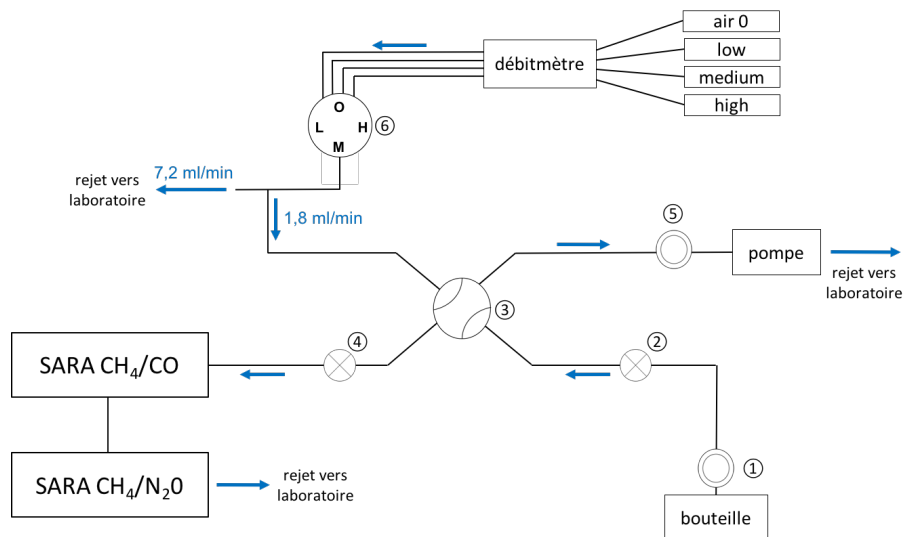 air 0
low
medium
high
débitmètre
O
L
H
M
⑥
7,2 ml/min
rejet vers
laboratoire
1,8 ml/min
⑤
pompe
rejet vers
laboratoire
③
④
②
SARA CH₄/CO
SARA CH₄/N₂0
rejet vers
laboratoire
①
bouteille